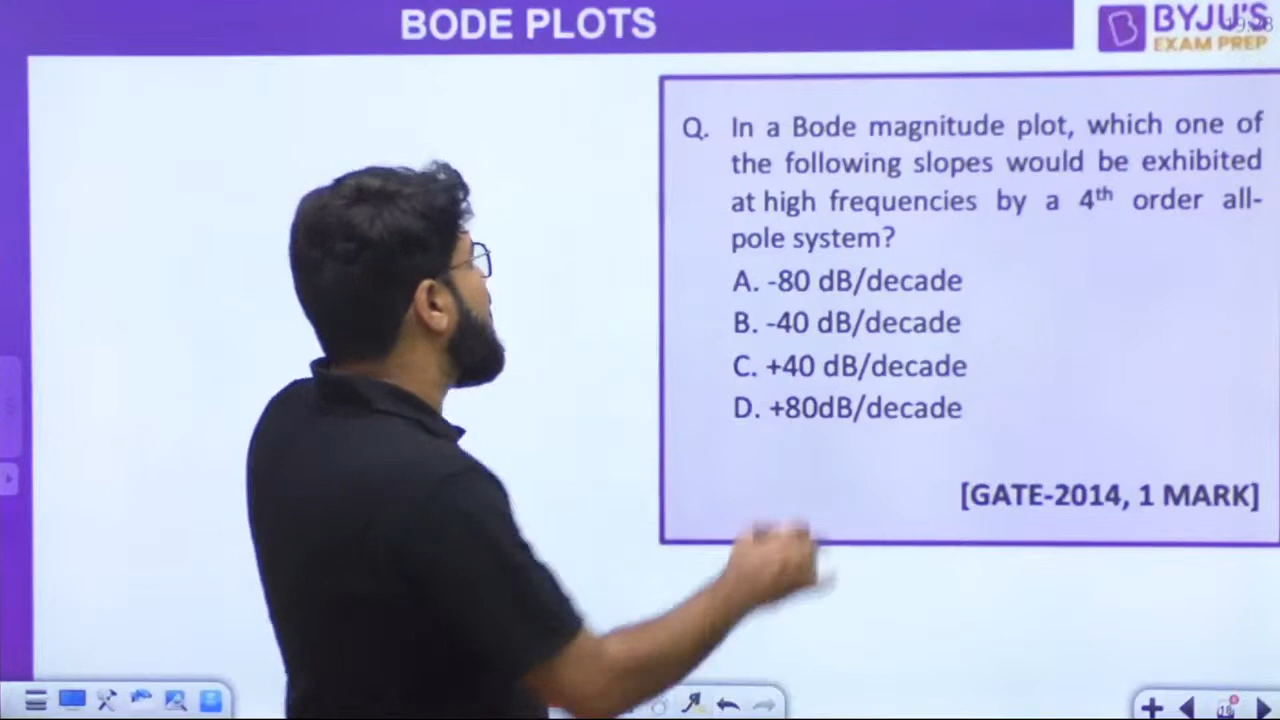 BODE PLOTS
BYJU'S
EXAM PREP
Q. In a Bode magnitude plot, which one of
the following slopes would be exhibited
at high frequencies by a 4th order all-
pole system?
A. -80 dB/decade
B. -40 dB/decade
C. +40 dB/decade
D. +80dB/decade
[GATE-2014, 1 MARK]
18